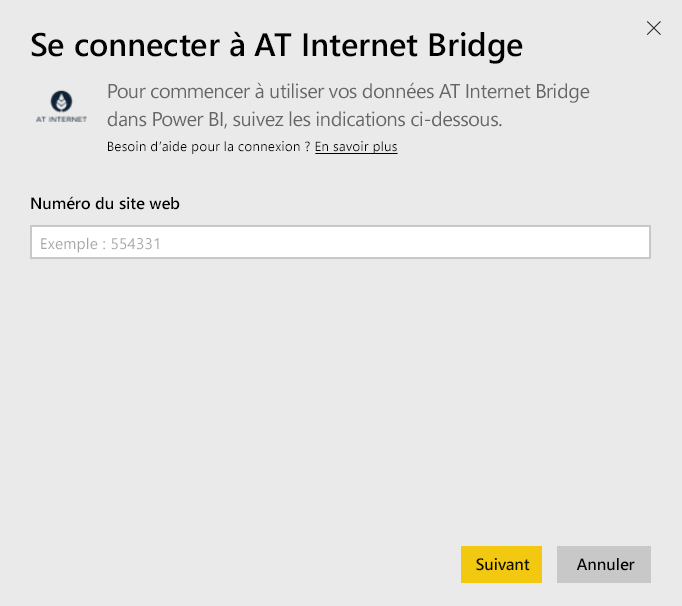 Se connecter à AT Internet Bridge
Pour commencer à utiliser vos données AT Internet Bridge
dans Power BI, suivez les indications ci-dessous.
AT INTERNET
Besoin d’aide pour la connexion ? En savoir plus
Numéro du site web
Exemple : 554331
Suivant
Annuler